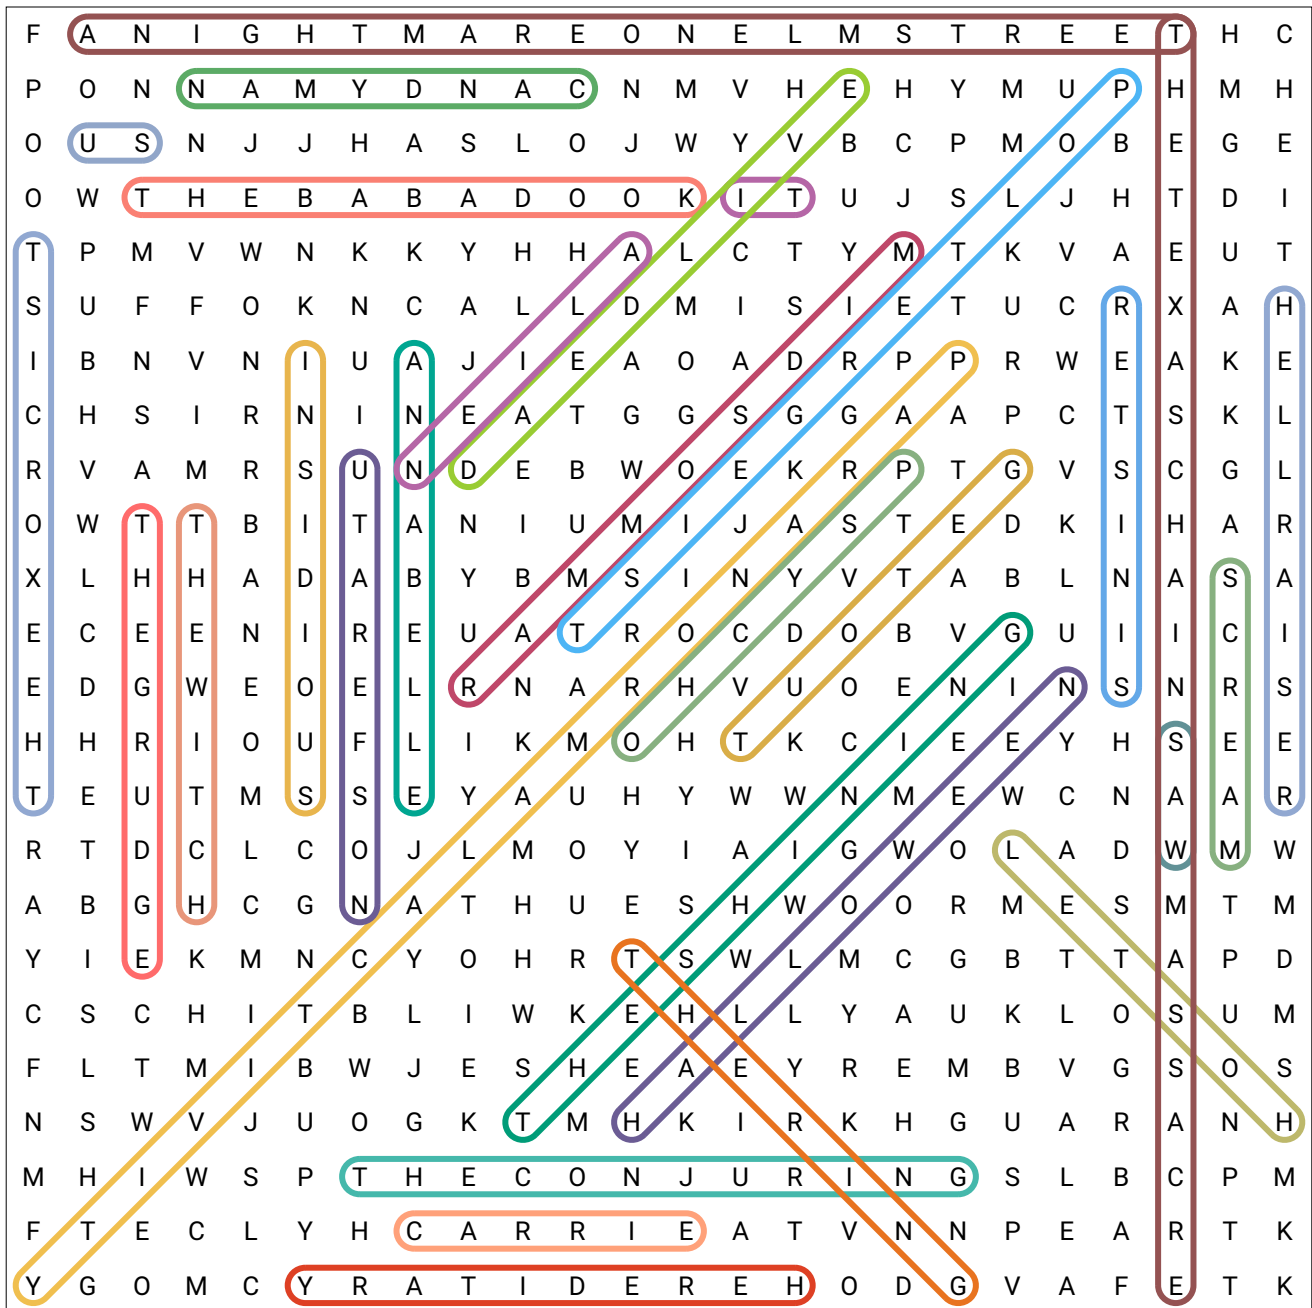 F A N I G H T M A R E O N E L M S T R E E T H C
P O N N A M Y D N A C N M V H E H Y M U P H M H
O U S N J J H A S L O J W Y V B C P M O B E G E
O W T H E B A B A D O O K I T U J S L J H T D I
T P M V W N K K Y H H A L C T Y M T K V A E U T
S U F F O K N C A L L D M I S I E T U C R X A H
I B N V N I U A J I E A O A D R P P R W E A K E
C H S I R N I N E A T G G S G G A A P C T S K L
R V A M R S U N D E B W O E K R P T G V S C G L
O W T T B I T A N I U M I J A S T E D K I H A R
X L H H A D A B Y B M S I N Y V T A B L N A S A
E C E E N I R E U A T R O C D O B V G U I I C I
E D G W E O E L R N A R H V U O E N I N S N R S
H H R I O U F L I K M O H T K C I E E Y H S E E
T E U T M S S E Y A U H Y W W N M E W C N A A R
R T D C L C O J L M O Y I A I G W O L A D W M W
A B G H C G N A T H U E S H W O O R M E S M T M
Y I E K M N C Y O H R T S W L M C G B T T A P D
C S C H I T B L I W K E H L L Y A U K L O S U M
F L T M I B W J E S H E A E Y R E M B V G S O S
N S W V J U O G K T M H K I R K H G U A R A N H
M H I W S P T H E C O N J U R I N G S L B C P M
F T E C L Y H C A R R I E A T V N N P E A R T K
Y G O M C Y R A T I D E R E H O D G V A F E T K